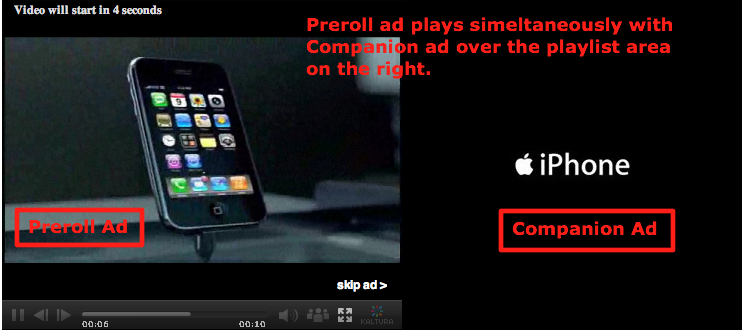 Video will start in 4 seconds
Preroll ad plays simeltaneously with
Companion ad over the playlist area
on the right.
iPhone
Preroll Ad
Companion Ad
skip ad >
00:06
00:10
KALTURA